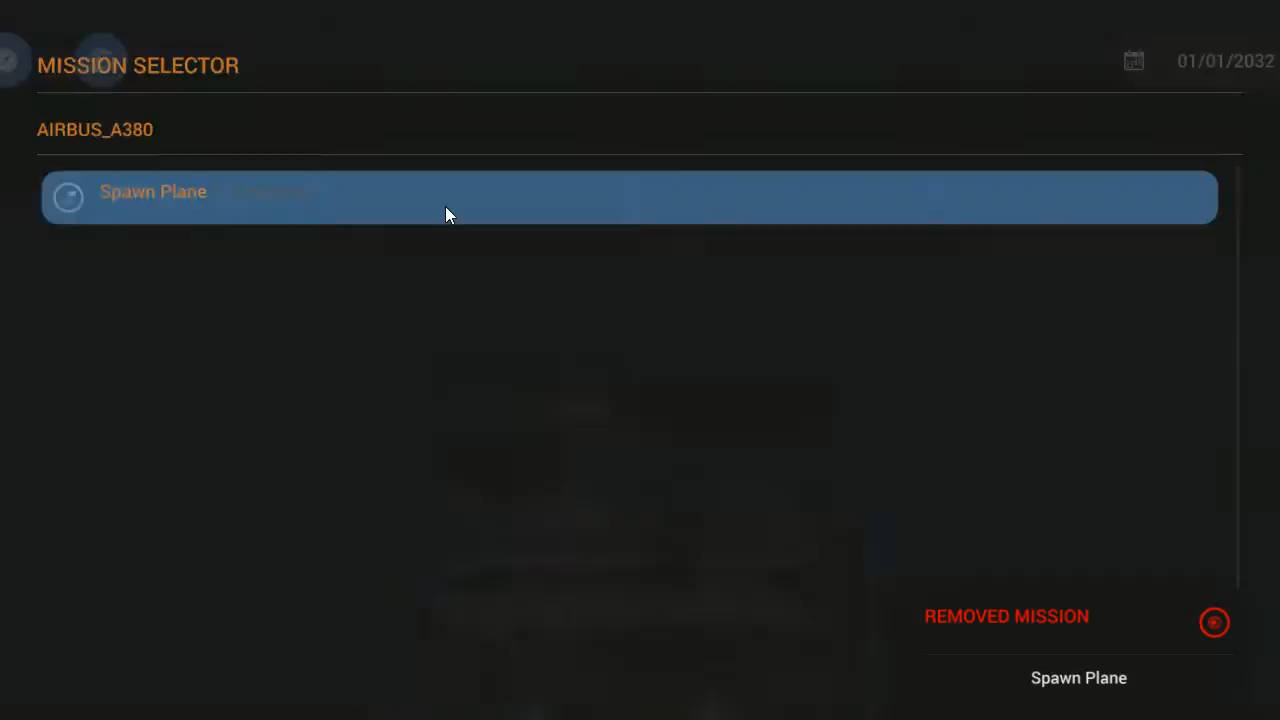 MISSION SELECTOR
01/01/2032
AIRBUS_A380
Spawn Plane
REMOVED MISSION
Spawn Plane